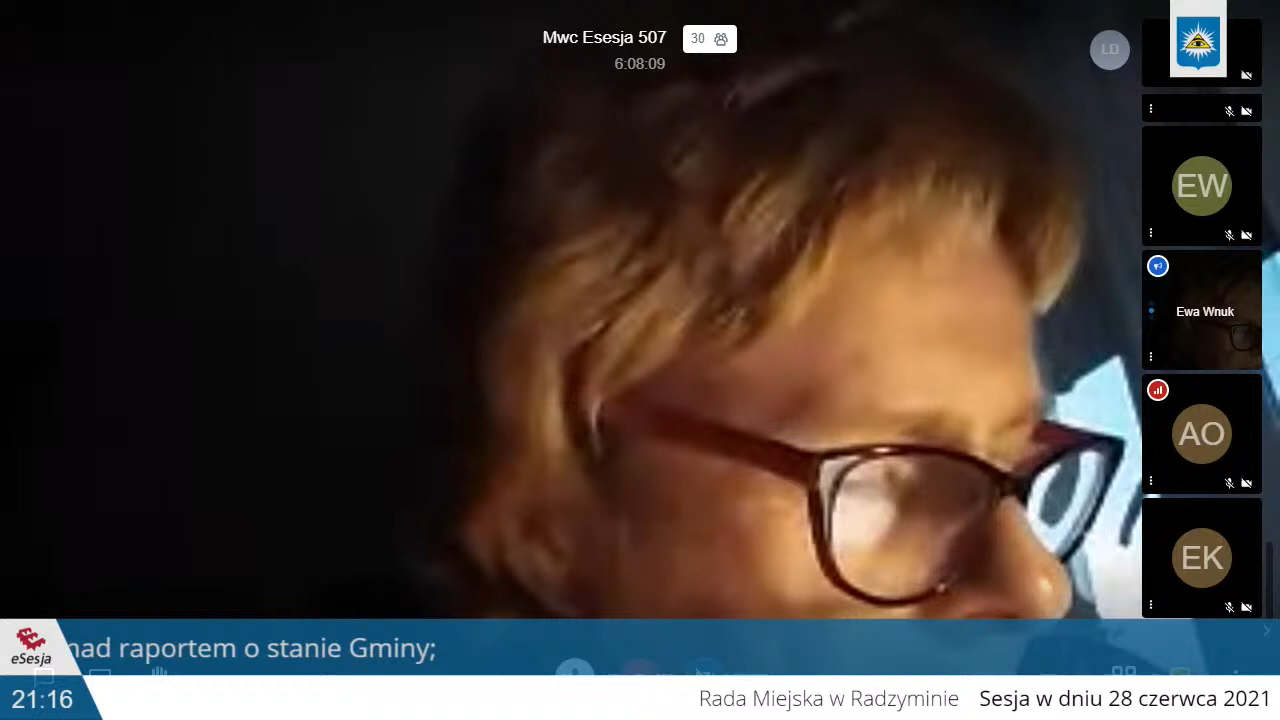 Mwc Esesja 507
30
6:08:09
LD
EW
Ewa Wnuk
AO
EK
nad raportem o stanie Gminy;
eSesja
21:16
Rada Miejska w Radzyminie Sesja w dniu 28 czerwca 2021